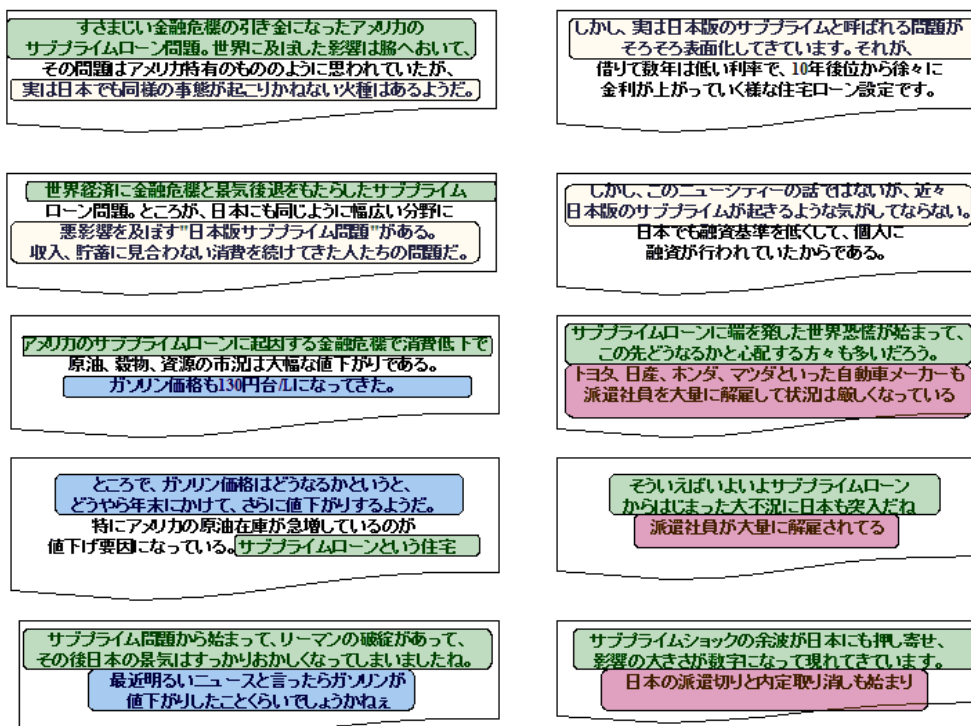 すさまじい金融危機の引き金になったアメリカの
サブプライムローン問題。世界に及ぼした影響は脇へおいて、
その問題はアメリカ特有のもののように思われていたが、
実は日本でも同様の事態が起こりかねない火種はあるようだ。
世界経済に金融危機と景気後退をもたらしたサブプライム
ローン問題。ところが、日本にも同じように幅広い分野に
悪影響を及ぼす"日本版サブプライム問題"がある。
収入、貯蓄に見合わない消費を続けてきた人たちの問題だ。
アメリカのサブプライムローンに起因する金融危機で消費低下で
原油、穀物、資源の市況は大幅な値下がりである。
ガソリン価格も130円台/Lになってきた。
ところで、ガソリン価格はどうなるかというと、
どうやら年末にかけて、さらに値下がりするようだ。
特にアメリカの原油在庫が急増しているのが
値下げ要因になっている。サブプライムローンという住宅
サブプライム問題から始まって、リーマンの破綻があって、
その後日本の景気はすっかりおかしくなってしまいましたね。
最近明るいニュースと言ったらガソリンが
値下がりしたことくらいでしょうかねぇ
しかし、実は日本版のサブプライムと呼ばれる問題が
そろそろ表面化してきています。それが、
借りて数年は低い利率で、10年後位から徐々に
金利が上がっていく様な住宅ローン設定です。
しかし、このニューシティーの話ではないが、近々
日本版のサブプライムが起きるような気がしてならない。
日本でも融資基準を低くして、個人に
融資が行われていたからである。
サブプライムローンに端を発した世界恐慌が始まって、
この先どうなるかと心配する方々も多いだろう。
トヨタ、日産、ホンダ、マツダといった自動車メーカーも
派遣社員を大量に解雇して状況は厳しくなっている
そういえばいよいよサブプライムローン
からはじまった大不況に日本も突入だね
派遣社員が大量に解雇されてる
サブプライムショックの余波が日本にも押し寄せ、
影響の大きさが数字になって現れてきています。
日本の派遣切りと内定取り消しも始まり